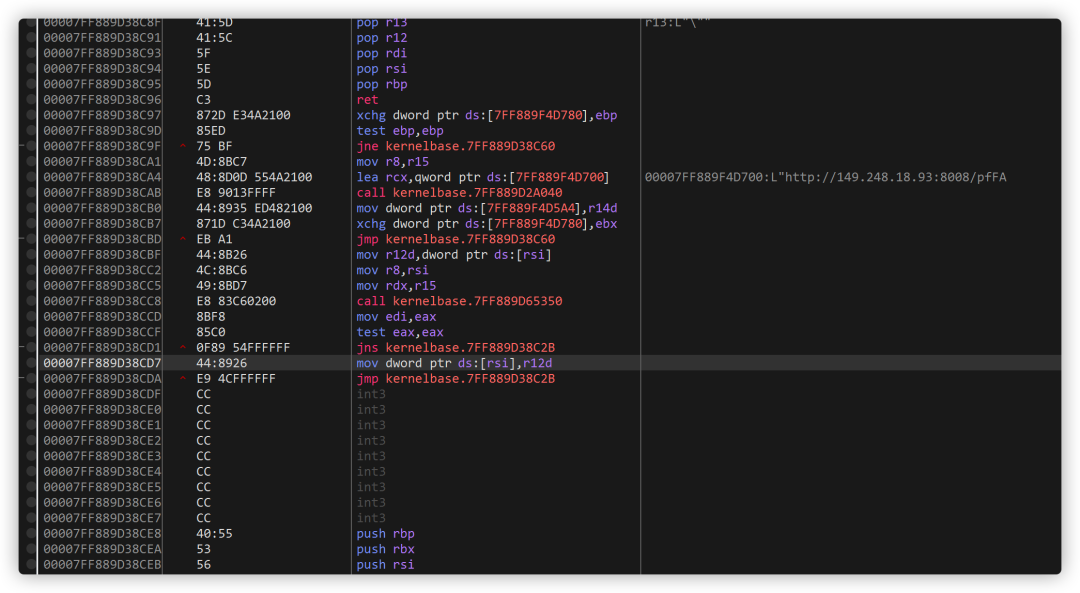 00007FF889D38C8F 41:5D pop r13 r13:L"\""
00007FF889D38C91 41:5C pop r12
00007FF889D38C93 5F pop rdi
00007FF889D38C94 5E pop rsi
00007FF889D38C95 5D pop rbp
00007FF889D38C96 C3 ret
00007FF889D38C97 872D E34A2100 xchg dword ptr ds:[7FF889F4D780],ebp
00007FF889D38C9D 85ED test ebp,ebp
00007FF889D38C9F ^ 75 BF jne kernelbase.7FF889D38C60
00007FF889D38CA1 4D:8BC7 mov r8,r15
00007FF889D38CA4 48:8D0D 554A2100 lea rcx,qword ptr ds:[7FF889F4D700] 00007FF889F4D700:L"http://149.248.18.93:8008/pfFA
00007FF889D38CAB E8 9013FFFF call kernelbase.7FF889D2A040
00007FF889D38CB0 44:8935 ED482100 mov dword ptr ds:[7FF889F4D5A4],r14d
00007FF889D38CB7 871D C34A2100 xchg dword ptr ds:[7FF889F4D780],ebx
00007FF889D38CBD ^ EB A1 jmp kernelbase.7FF889D38C60
00007FF889D38CBF 44:8B26 mov r12d,dword ptr ds:[rsi]
00007FF889D38CC2 4C:8BC6 mov r8,rsi
00007FF889D38CC5 49:8BD7 mov rdx,r15
00007FF889D38CC8 E8 83C60200 call kernelbase.7FF889D65350
00007FF889D38CCD 8BF8 mov edi,eax
00007FF889D38CCF 85C0 test eax,eax
00007FF889D38CD1 ^ 0F89 54FFFFFF jns kernelbase.7FF889D38C2B
00007FF889D38CD7 44:8926 mov dword ptr ds:[rsi],r12d
00007FF889D38CDA ^ E9 4CFFFFFF jmp kernelbase.7FF889D38C2B
00007FF889D38CDF CC int3
00007FF889D38CE0 CC int3
00007FF889D38CE1 CC int3
00007FF889D38CE2 CC int3
00007FF889D38CE3 CC int3
00007FF889D38CE4 CC int3
00007FF889D38CE5 CC int3
00007FF889D38CE6 CC int3
00007FF889D38CE7 CC int3
00007FF889D38CE8 40:55 push rbp
00007FF889D38CEA 53 push rbx
00007FF889D38CEB 56 push rsi